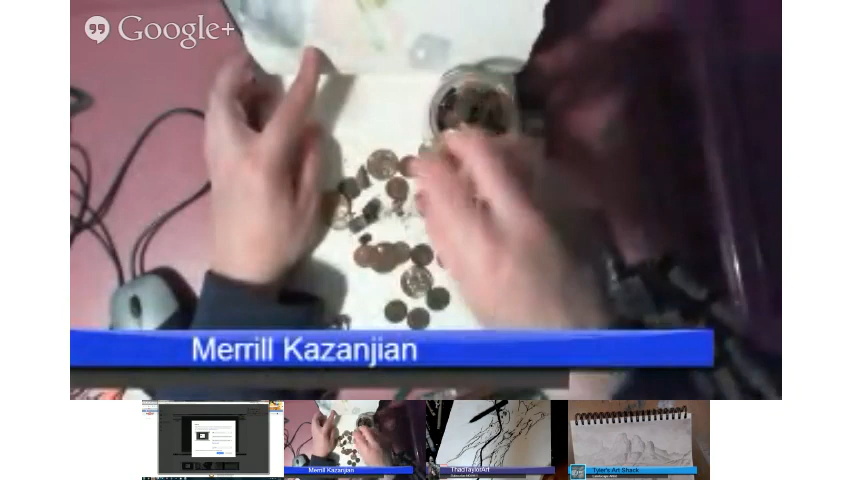 Google+
Merrill Kazanjian
Merrill Kazanjian
ThadTaylorArt
Tyler's Art Shack